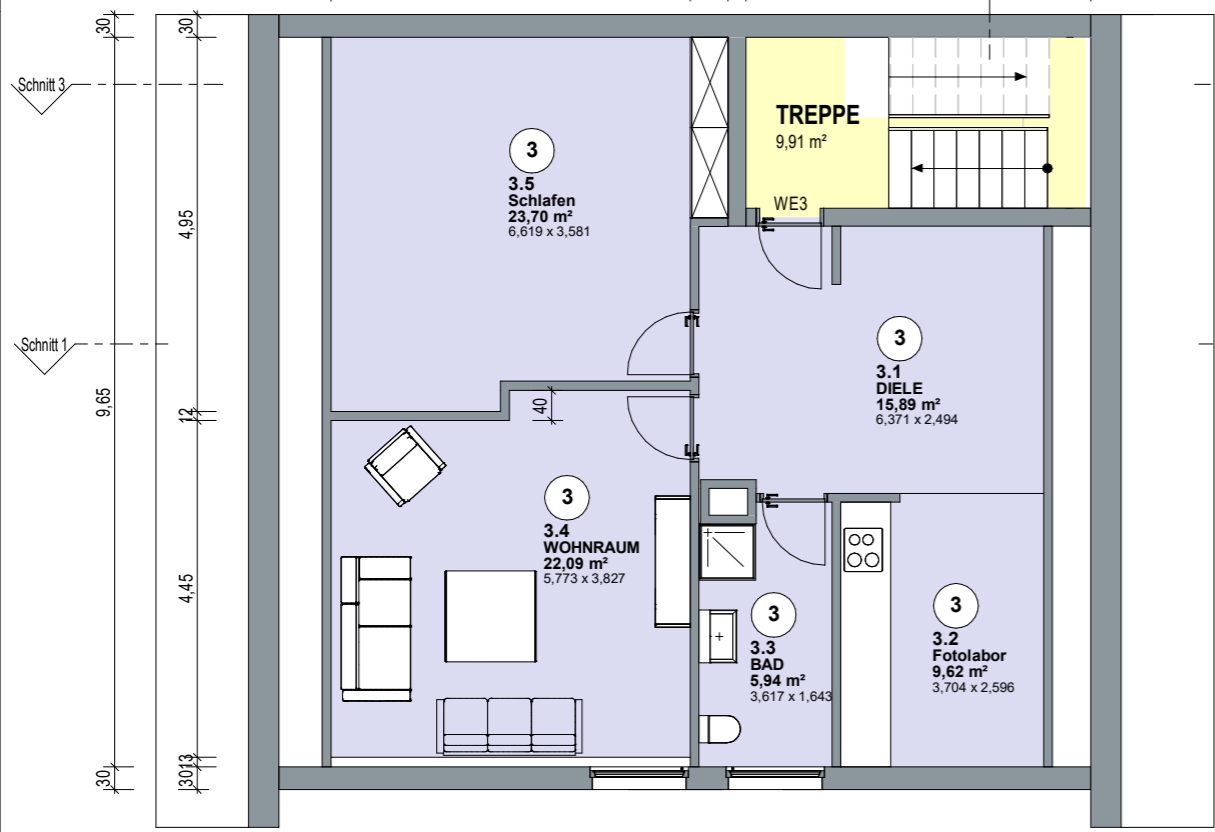 30
30
Schnitt 3
TREPPE
9,91 m²
3
3.5
Schlafen
23,70 m²
6,619 x 3,581
WE3
4,95
Schnitt 1
3
3.1
DIELE
15,89 m²
6,371 x 2,494
9,65
12
40
3
3.4
WOHNRAUM
22,09 m²
5,773 x 3,827
4,45
3
3.3
BAD
5,94 m²
3,617 x 1,643
3
3.2
Fotolabor
9,62 m²
3,704 x 2,596
13
30
30